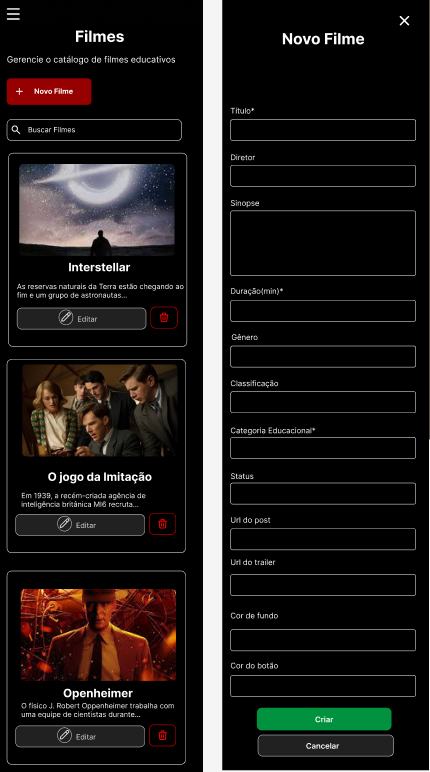 Filmes
Gerencie o catálogo de filmes educativos
+ Novo Filme
Buscar Filmes
Interstellar
As reservas naturais da Terra estão chegando ao
fim e um grupo de astronautas...
Editar
O jogo da Imitação
Em 1939, a recém-criada agência de
inteligência britânica MI6 recruta...
Editar
Openheimer
O físico J. Robert Oppenheimer trabalha com
uma equipe de cientistas durante...
Editar
Novo Filme
Título*
Diretor
Sinopse
Duração(min)*
Gênero
Classificação
Categoria Educacional*
Status
Url do post
Url do trailer
Cor de fundo
Cor do botão
Criar
Cancelar